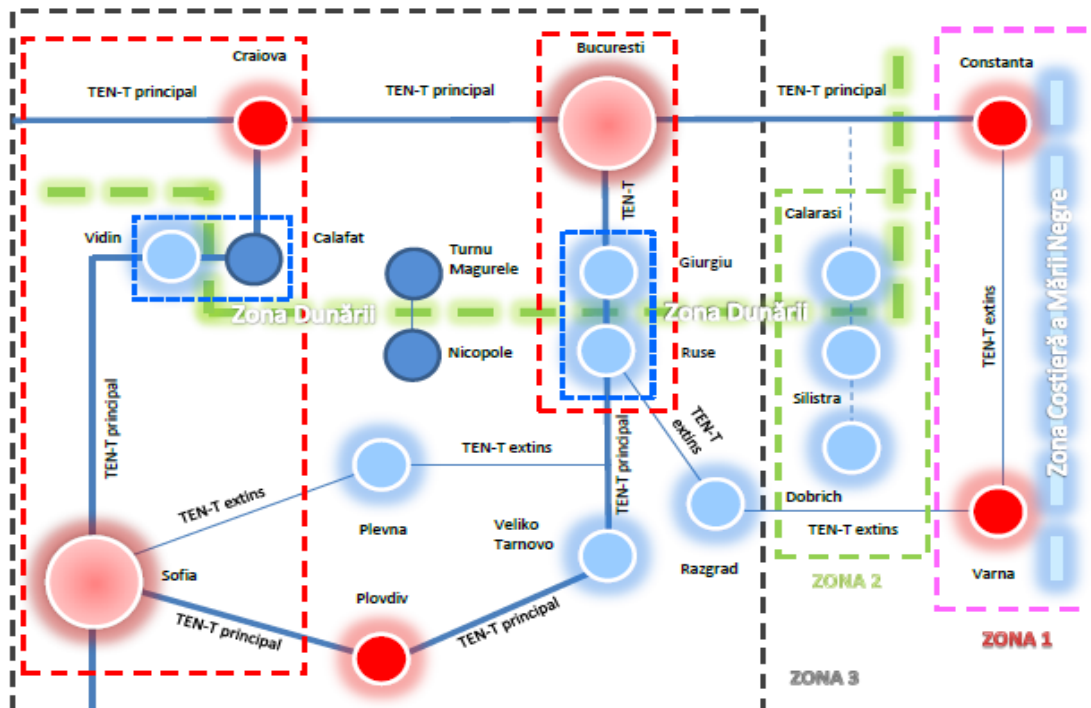 Craiova
Bucuresti
Constanta
TEN-T principal
TEN-T principal
TEN-T principal
TEN-T
Calarasi
Vidin
Calafat
Turnu
Magurele
Giurgiu
Zona Dunării
Zona Dunării
Nicopole
Ruse
TEN-T extins
Zona Costieră a Mării Negre
Silistra
TEN-T principal
TEN-T
extins
TEN-T extins
TEN-T principal
TEN-T extins
Plevna
Veliko
Tarnovo
Dobrich
TEN-T extins
Sofia
Razgrad
Varna
ZONA 2
Plovdiv
TEN-T principal
TEN-T principal
ZONA 1
ZONA 3